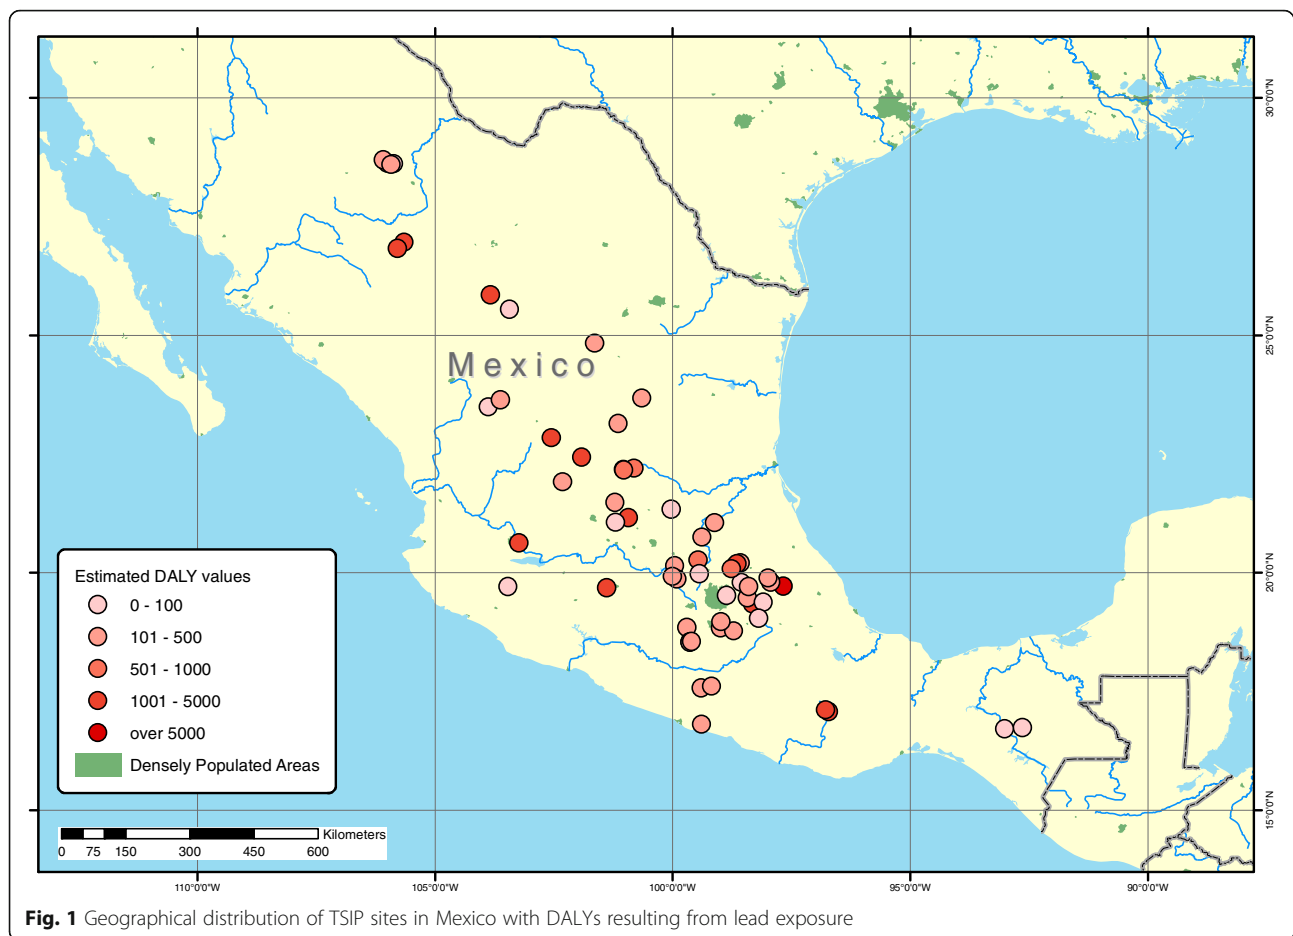 30°0'0"N
25°0'0"N
Mexico
20°0'0"N
15°0'0"N
Estimated DALY values
0 - 100
101 - 500
501 - 1000
1001 - 5000
over 5000
Densely Populated Areas
Kilometers
0 75 150 300 450 600
110°0'0"W 105°0'0"W 100°0'0"W 95°0'0"W 90°0'0"W
Fig. 1 Geographical distribution of TSIP sites in Mexico with DALYs resulting from lead exposure